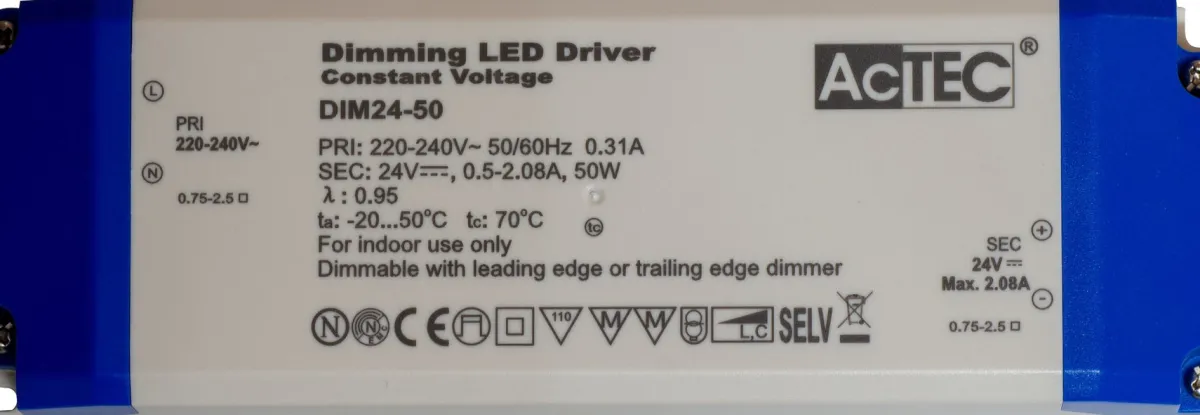 Dimming LED Driver
Constant Voltage
DIM24-50
ACTEC®
L
PRI
220-240V~
N
0.75-2.5 □
PRI: 220-240V~ 50/60Hz 0.31A
SEC: 24V⎓, 0.5-2.08A, 50W
λ: 0.95
ta: -20...50°C tc: 70°C
tc
For indoor use only
Dimmable with leading edge or trailing edge dimmer
+
SEC
24V⎓
Max. 2.08A
-
0.75-2.5 □
N N CE 110 M M L,C SELV